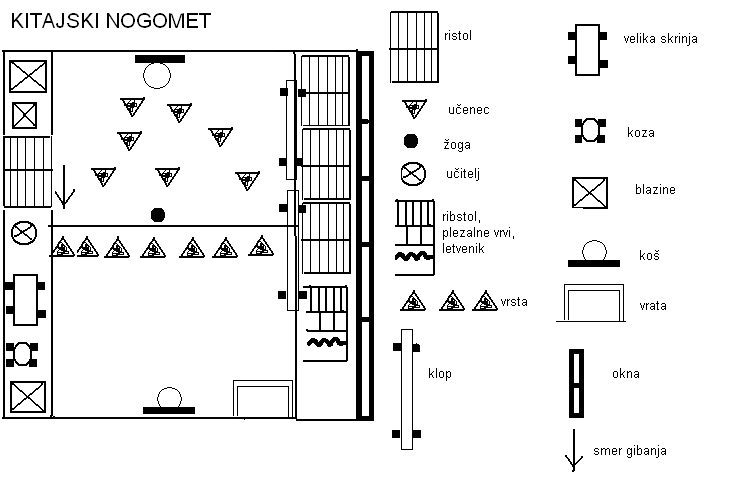 KITAJSKI NOGOMET
ristol
učenec
žoga
učitelj
ribstol,
plezalne vrvi,
letvenik
vrsta
klop
velika skrinja
koza
blazine
koš
vrata
okna
smer gibanja